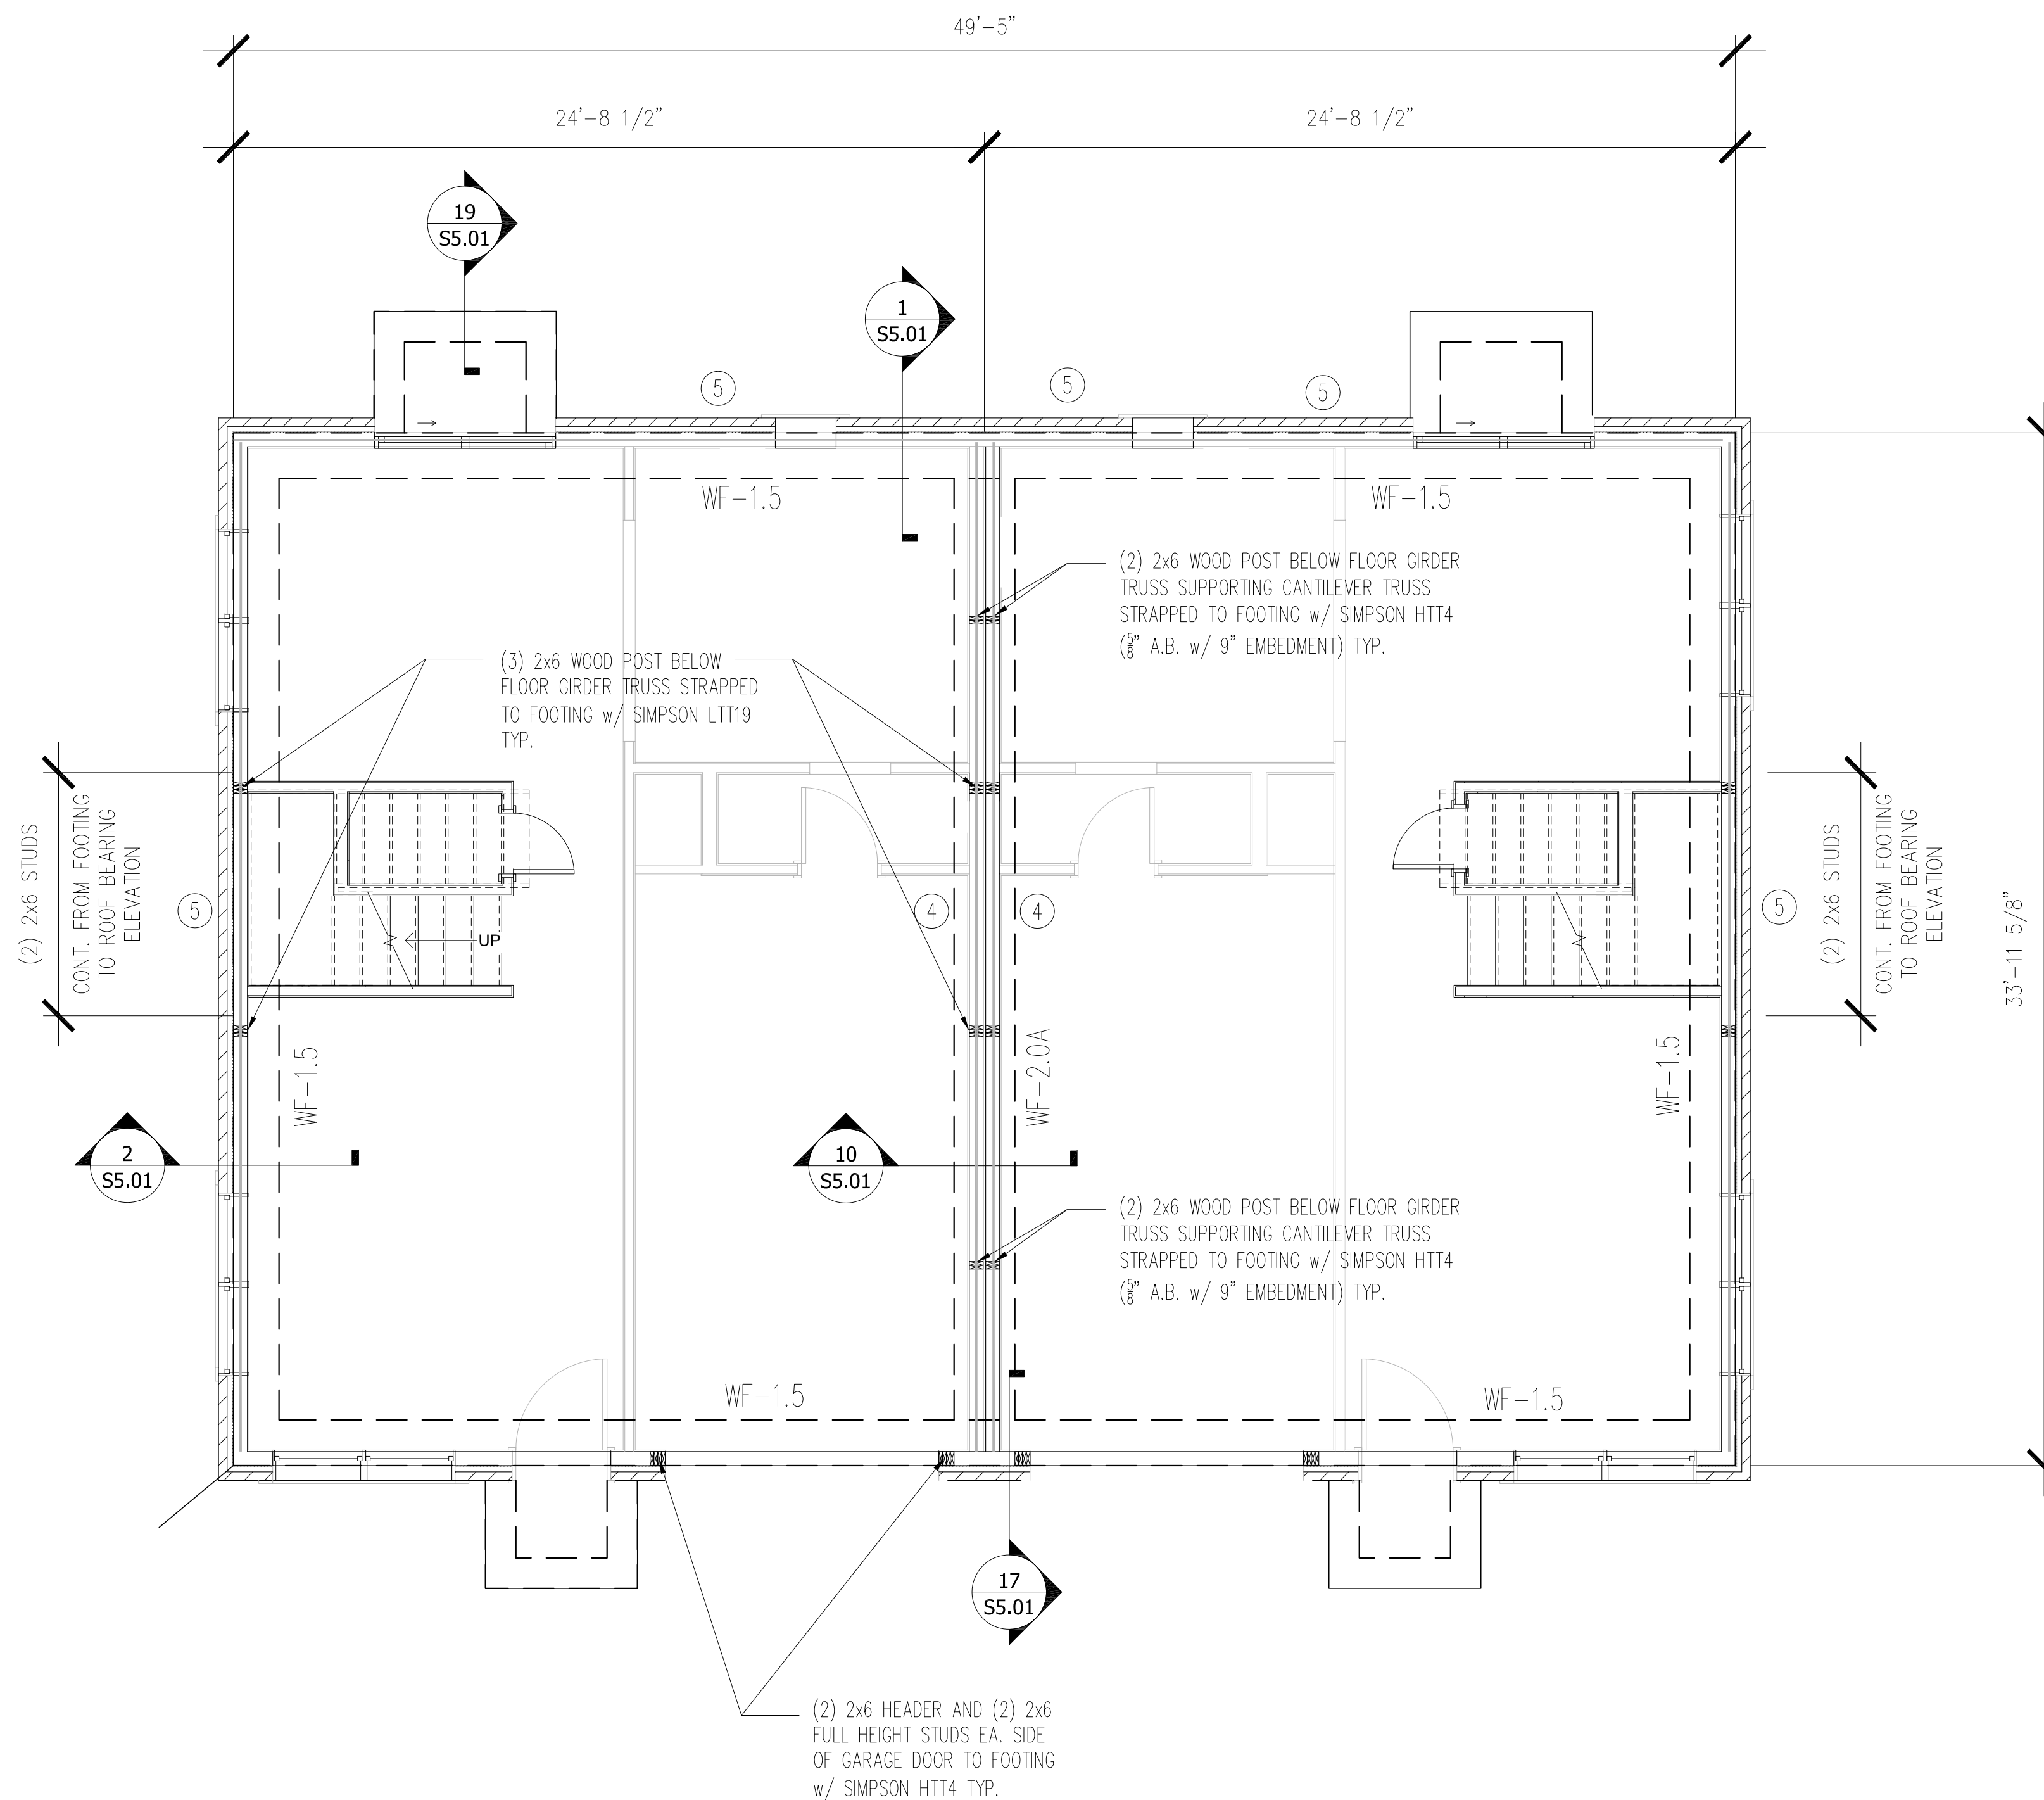 49'-5"
24'-8 1/2"
24'-8 1/2"
19
S5.01
1
S5.01
5
5
5
WF-1.5
WF-1.5
(2) 2x6 WOOD POST BELOW FLOOR GIRDER
TRUSS SUPPORTING CANTILEVER TRUSS
STRAPPED TO FOOTING w/ SIMPSON HTT4
(5/8" A.B. w/ 9" EMBEDMENT) TYP.
(3) 2x6 WOOD POST BELOW
FLOOR GIRDER TRUSS STRAPPED
TO FOOTING w/ SIMPSON LTT19
TYP.
(2) 2x6 STUDS
CONT. FROM FOOTING
TO ROOF BEARING
ELEVATION
5
UP
4
4
5
(2) 2x6 STUDS
CONT. FROM FOOTING
TO ROOF BEARING
ELEVATION
33'-11 5/8"
WF-1.5
WF-2.0A
WF-1.5
2
S5.01
10
S5.01
(2) 2x6 WOOD POST BELOW FLOOR GIRDER
TRUSS SUPPORTING CANTILEVER TRUSS
STRAPPED TO FOOTING w/ SIMPSON HTT4
(5/8" A.B. w/ 9" EMBEDMENT) TYP.
WF-1.5
WF-1.5
17
S5.01
(2) 2x6 HEADER AND (2) 2x6
FULL HEIGHT STUDS EA. SIDE
OF GARAGE DOOR TO FOOTING
w/ SIMPSON HTT4 TYP.